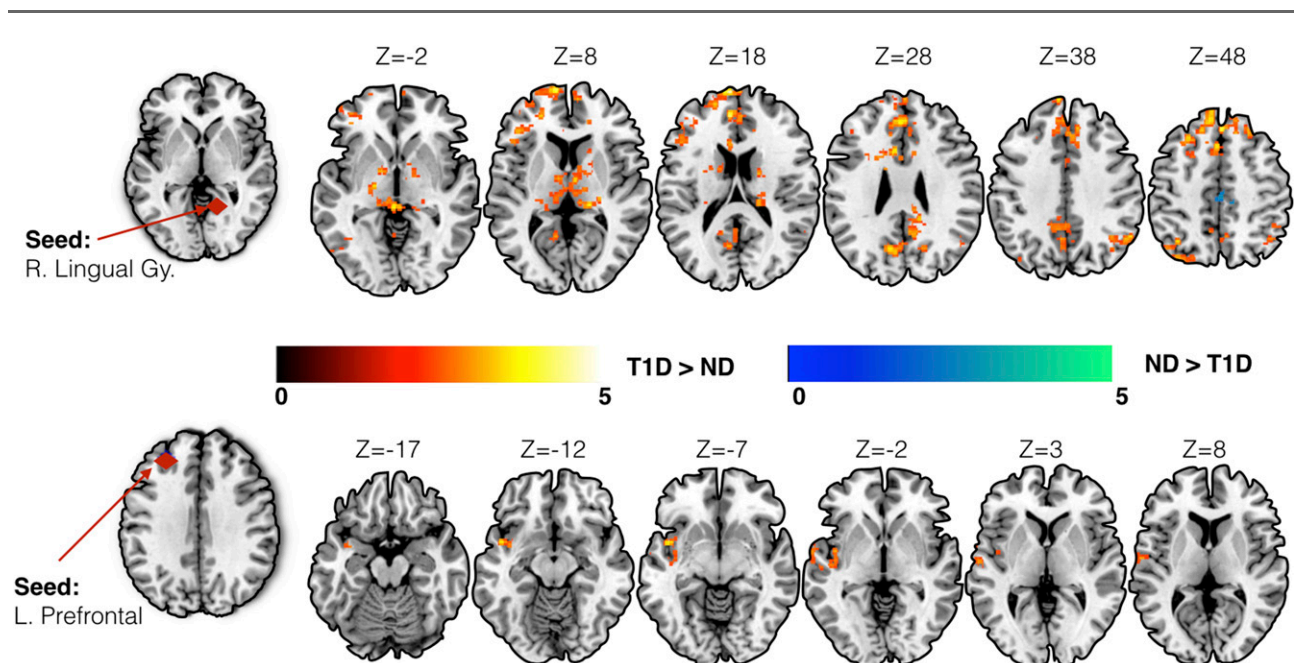 Z=-2 Z=8 Z=18 Z=28 Z=38 Z=48
Seed:
R. Lingual Gy.
T1D > ND
ND > T1D
0 5 0 5
Z=-17 Z=-12 Z=-7 Z=-2 Z=3 Z=8
Seed:
L. Prefrontal